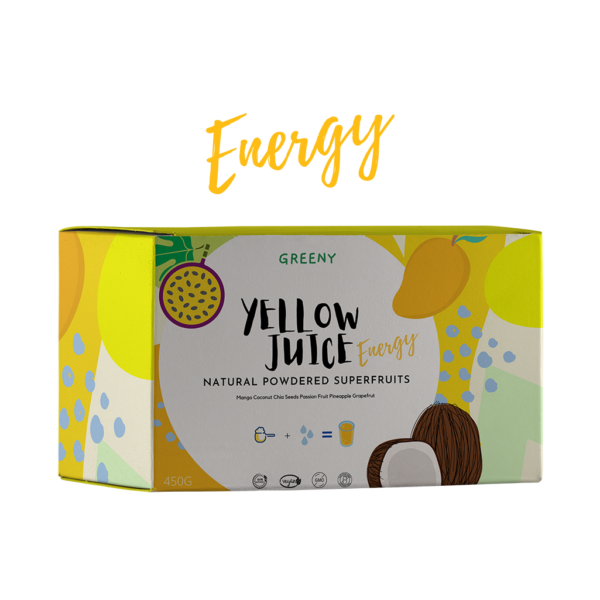 Energy
GREENY
YELLOW
JUICE Energy
NATURAL POWDERED SUPERFRUITS
Mango Coconut Chia Seeds Passion Fruit Pineapple Grapefruit
450G